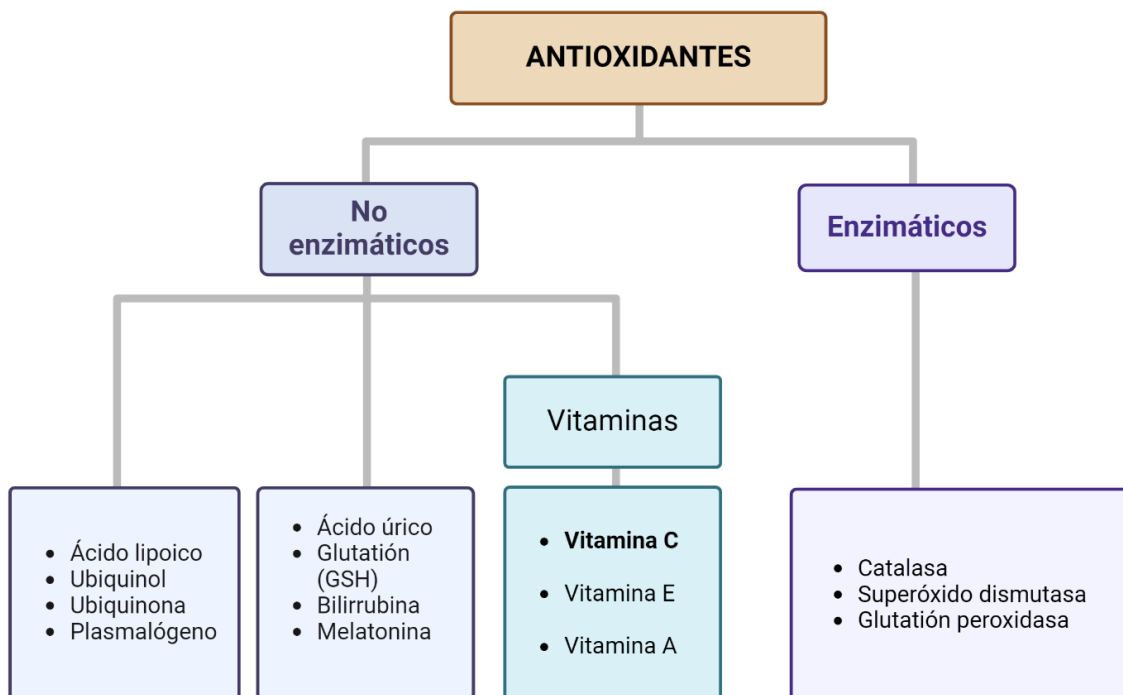 ANTIOXIDANTES
No
enzimáticos
Enzimáticos
Vitaminas
• Ácido lipoico
• Ubiquinol
• Ubiquinona
• Plasmalógeno
• Ácido úrico
• Glutatión
(GSH)
• Bilirrubina
• Melatonina
• Vitamina C
• Vitamina E
• Vitamina A
• Catalasa
• Superóxido dismutasa
• Glutatión peroxidasa